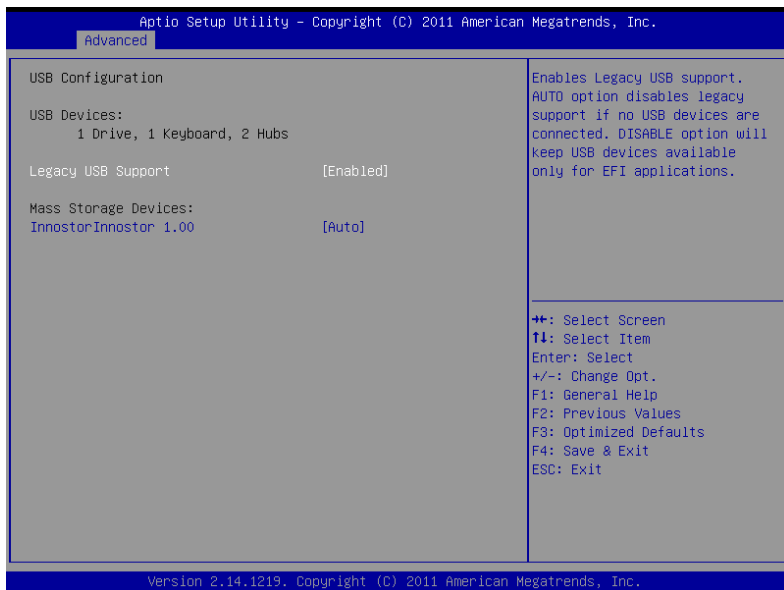 Aptio Setup Utility – Copyright (C) 2011 American Megatrends, Inc.
Advanced
USB Configuration
USB Devices:
1 Drive, 1 Keyboard, 2 Hubs
Legacy USB Support [Enabled]
Mass Storage Devices:
InnostorInnostor 1.00 [Auto]
Enables Legacy USB support.
AUTO option disables legacy
support if no USB devices are
connected. DISABLE option will
keep USB devices available
only for EFI applications.
→←: Select Screen
↑↓: Select Item
Enter: Select
+/-: Change Opt.
F1: General Help
F2: Previous Values
F3: Optimized Defaults
F4: Save & Exit
ESC: Exit
Version 2.14.1219. Copyright (C) 2011 American Megatrends, Inc.